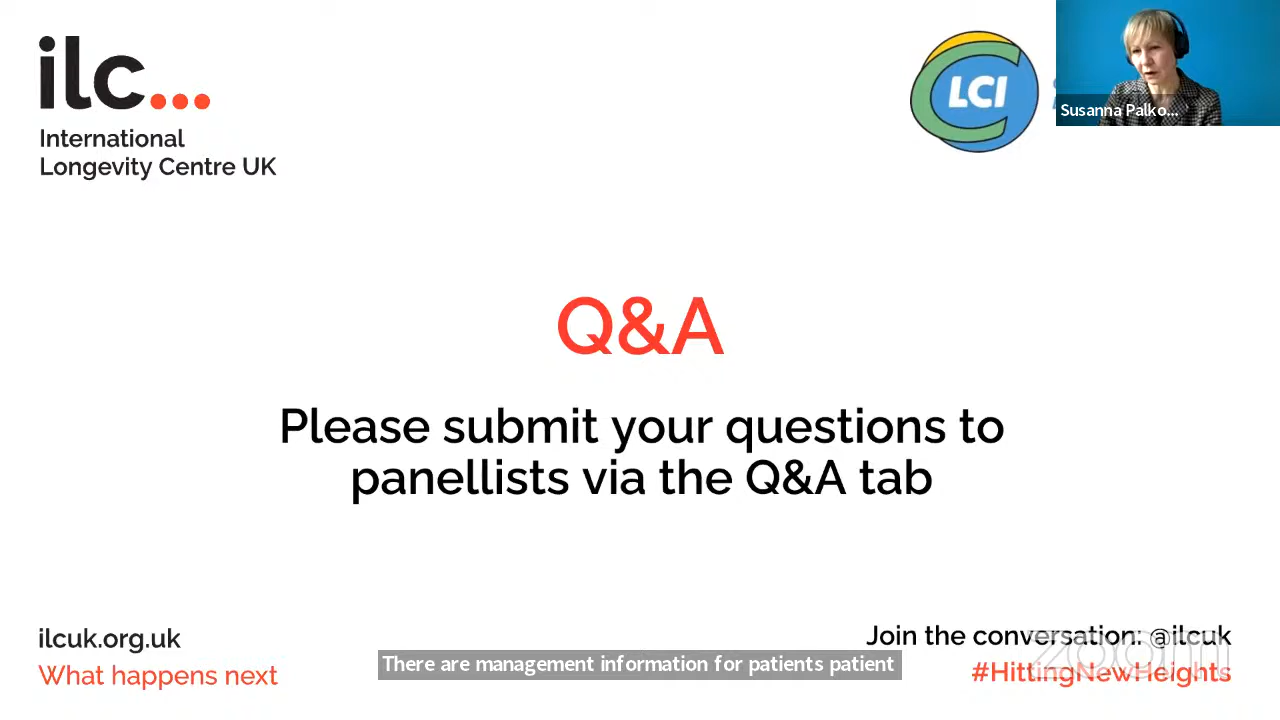 ilc...
International
Longevity Centre UK
LCI
Susanna Palko...
Q&A
Please submit your questions to
panellists via the Q&A tab
ilcuk.org.uk
What happens next
There are management information for patients patient
Join the conversation: @ilcuk
#HittingNewHeights
zoom